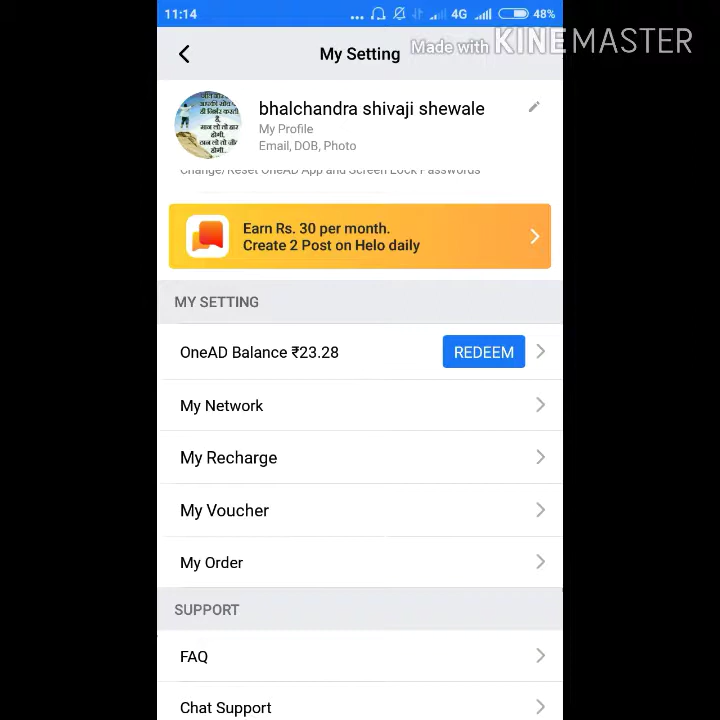 11:14 ... 4G 48%
My Setting
Made with KINEMASTER
bhalchandra shivaji shewale
My Profile
Email, DOB, Photo
Change/Reset OneAD App and Screen Lock Passwords
Earn Rs. 30 per month.
Create 2 Post on Helo daily
MY SETTING
OneAD Balance ₹23.28 REDEEM
My Network
My Recharge
My Voucher
My Order
SUPPORT
FAQ
Chat Support